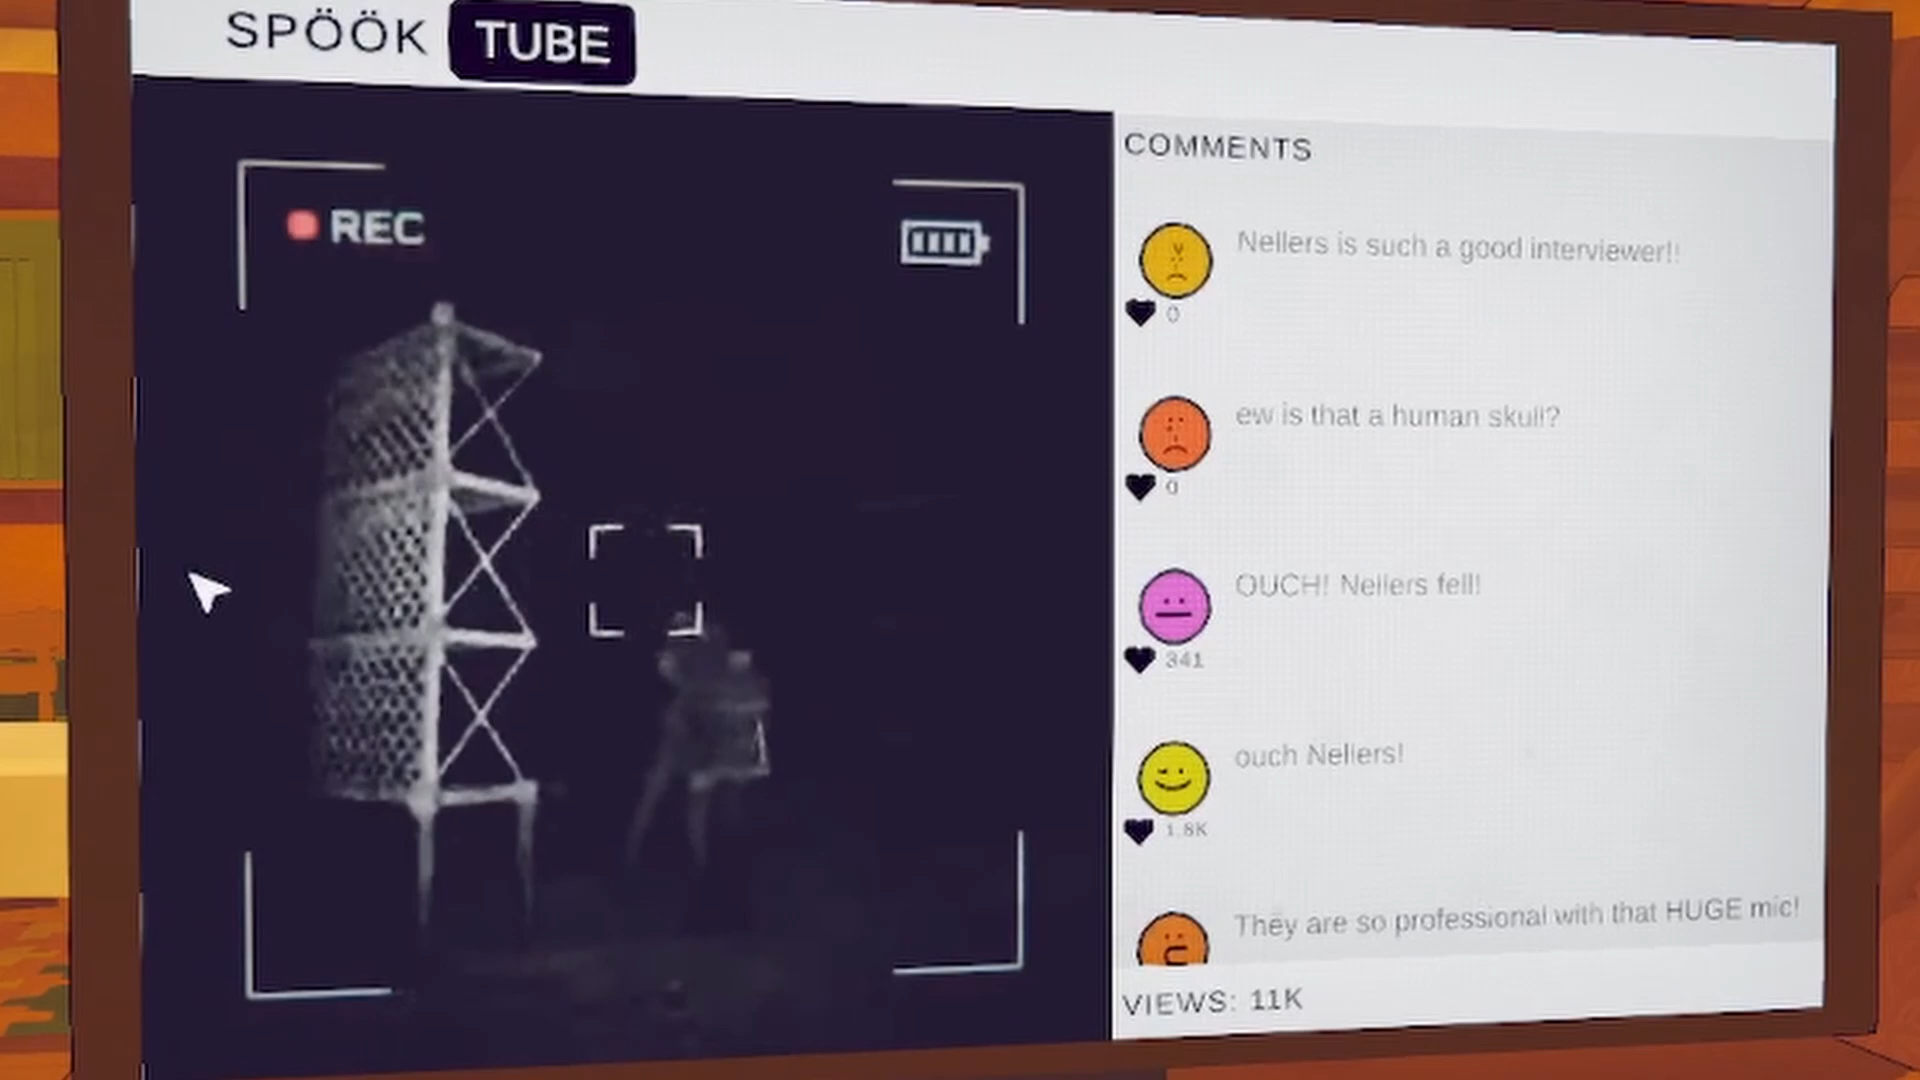 SPÖÖK TUBE
REC
COMMENTS
Nellers is such a good interviewer!!
0
ew is that a human skull?
0
OUCH! Nellers fell!
341
ouch Nellers!
1.8K
They are so professional with that HUGE mic!
VIEWS: 11K